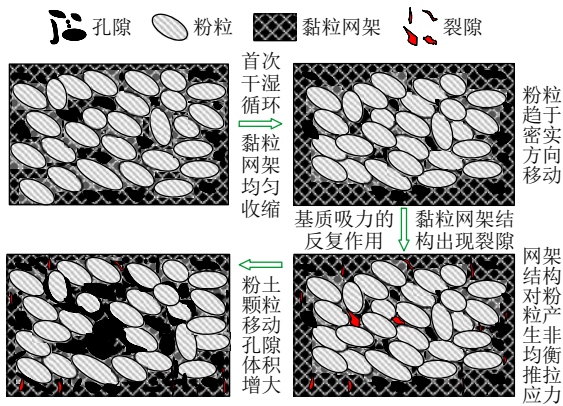 孔隙 粉粒 黏粒网架 裂隙
首次
干湿
循环
黏粒
网架
均匀
收缩
粉粒
趋于
密实
方向
移动
基质吸力的
反复作用
黏粒网架结
构出现裂隙
网架
结构
对粉
粒产
生非
均衡
推拉
应力
粉土
颗粒
移动
孔隙
体积
增大